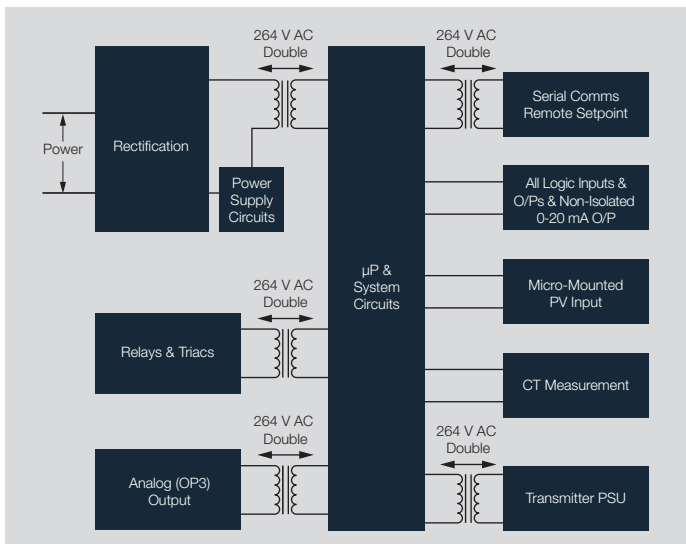 264 V AC
Double
264 V AC
Double
Rectification
Power
Power
Supply
Circuits
Serial Comms
Remote Setpoint
All Logic Inputs &
O/Ps & Non-Isolated
0-20 mA O/P
µP &
System
Circuits
Micro-Mounted
PV Input
264 V AC
Double
Relays & Triacs
CT Measurement
264 V AC
Double
264 V AC
Double
Analog (OP3)
Output
Transmitter PSU